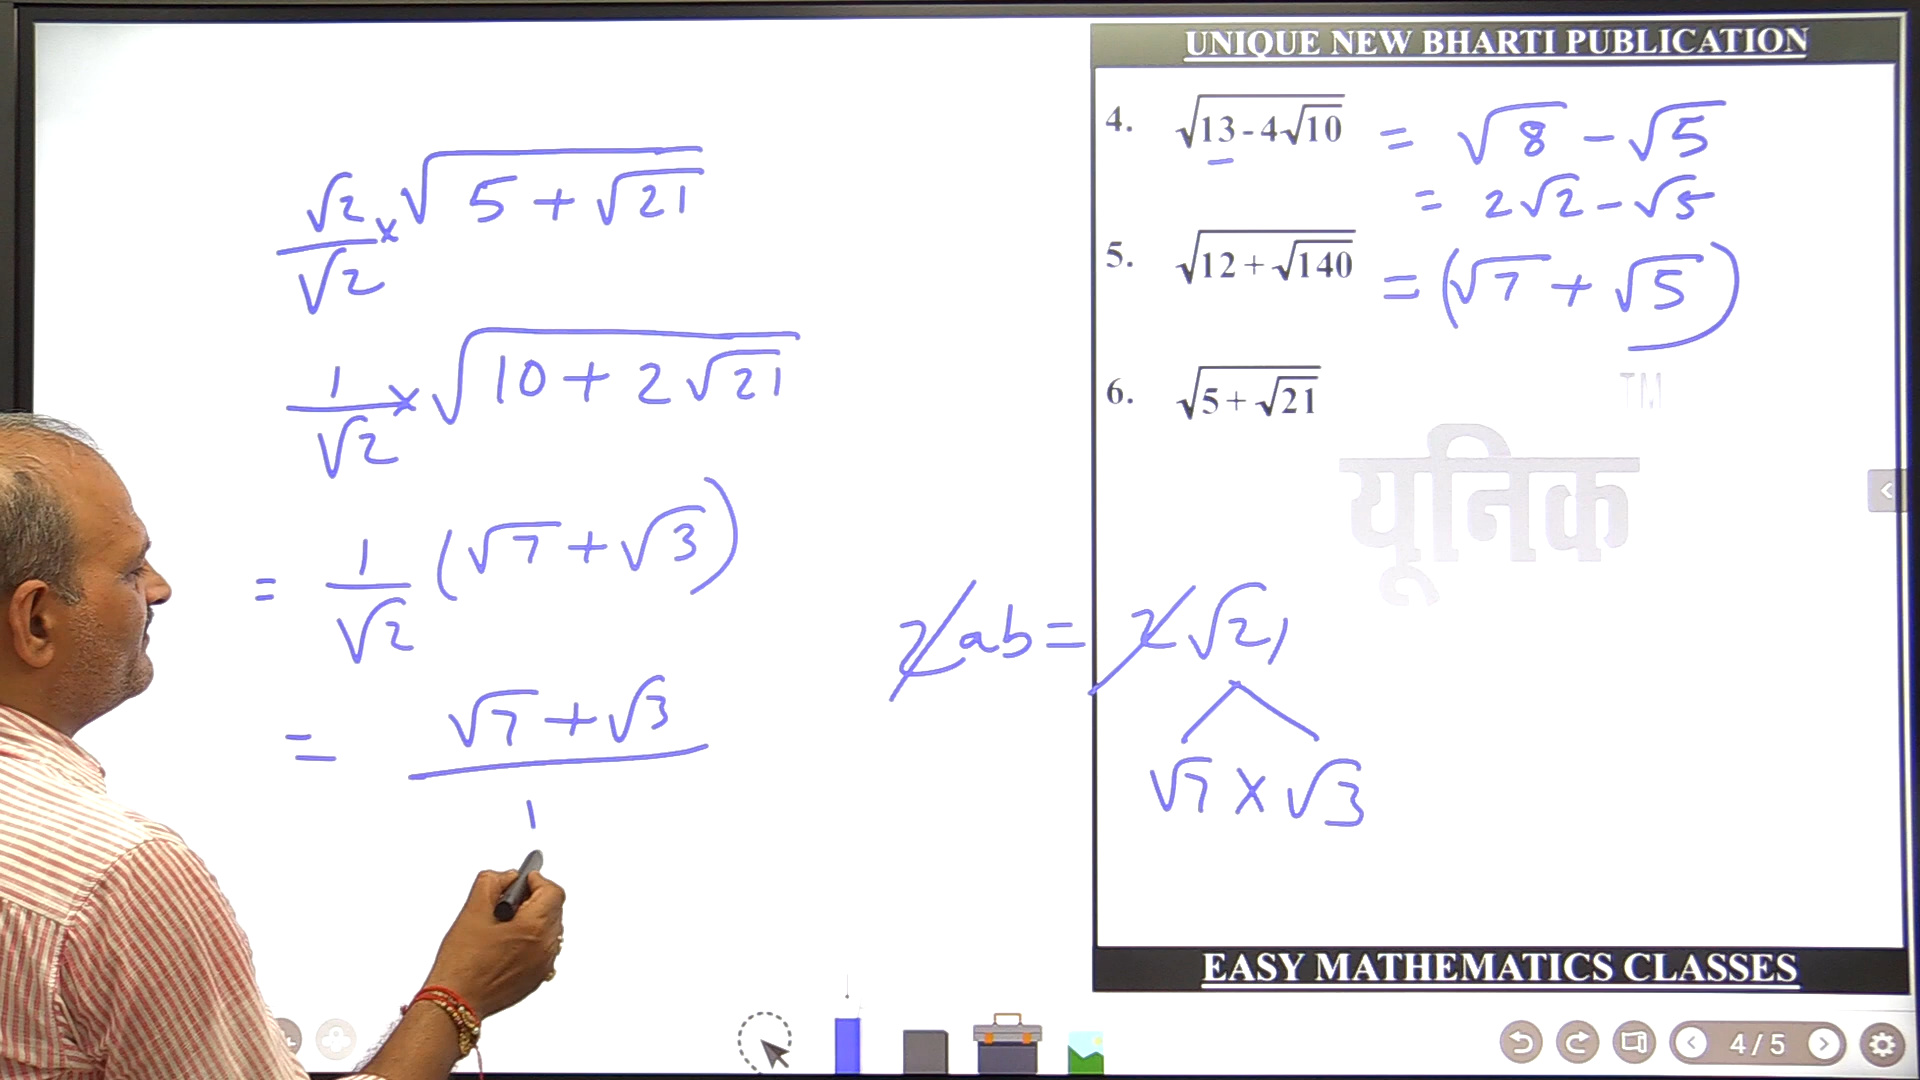 UNIQUE NEW BHARTI PUBLICATION
4. √(13 - 4√10) = √8 - √5
= 2√2 - √5
5. √(12 + √140) = (√7 + √5)
6. √(5 + √21)
TM
यूनिक
√2/√2 × √(5 + √21)
1/√2 × √(10 + 2√21)
= 1/√2 (√7 + √3)
= √7 + √3 / 1
2ab = 2√21
√7 × √3
EASY MATHEMATICS CLASSES
4/5